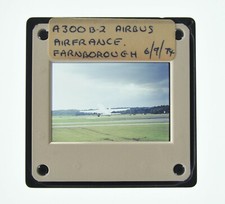 A300B-2 AIRBUS
AIRFRANCE.
FARNBOROUGH 6/9/74